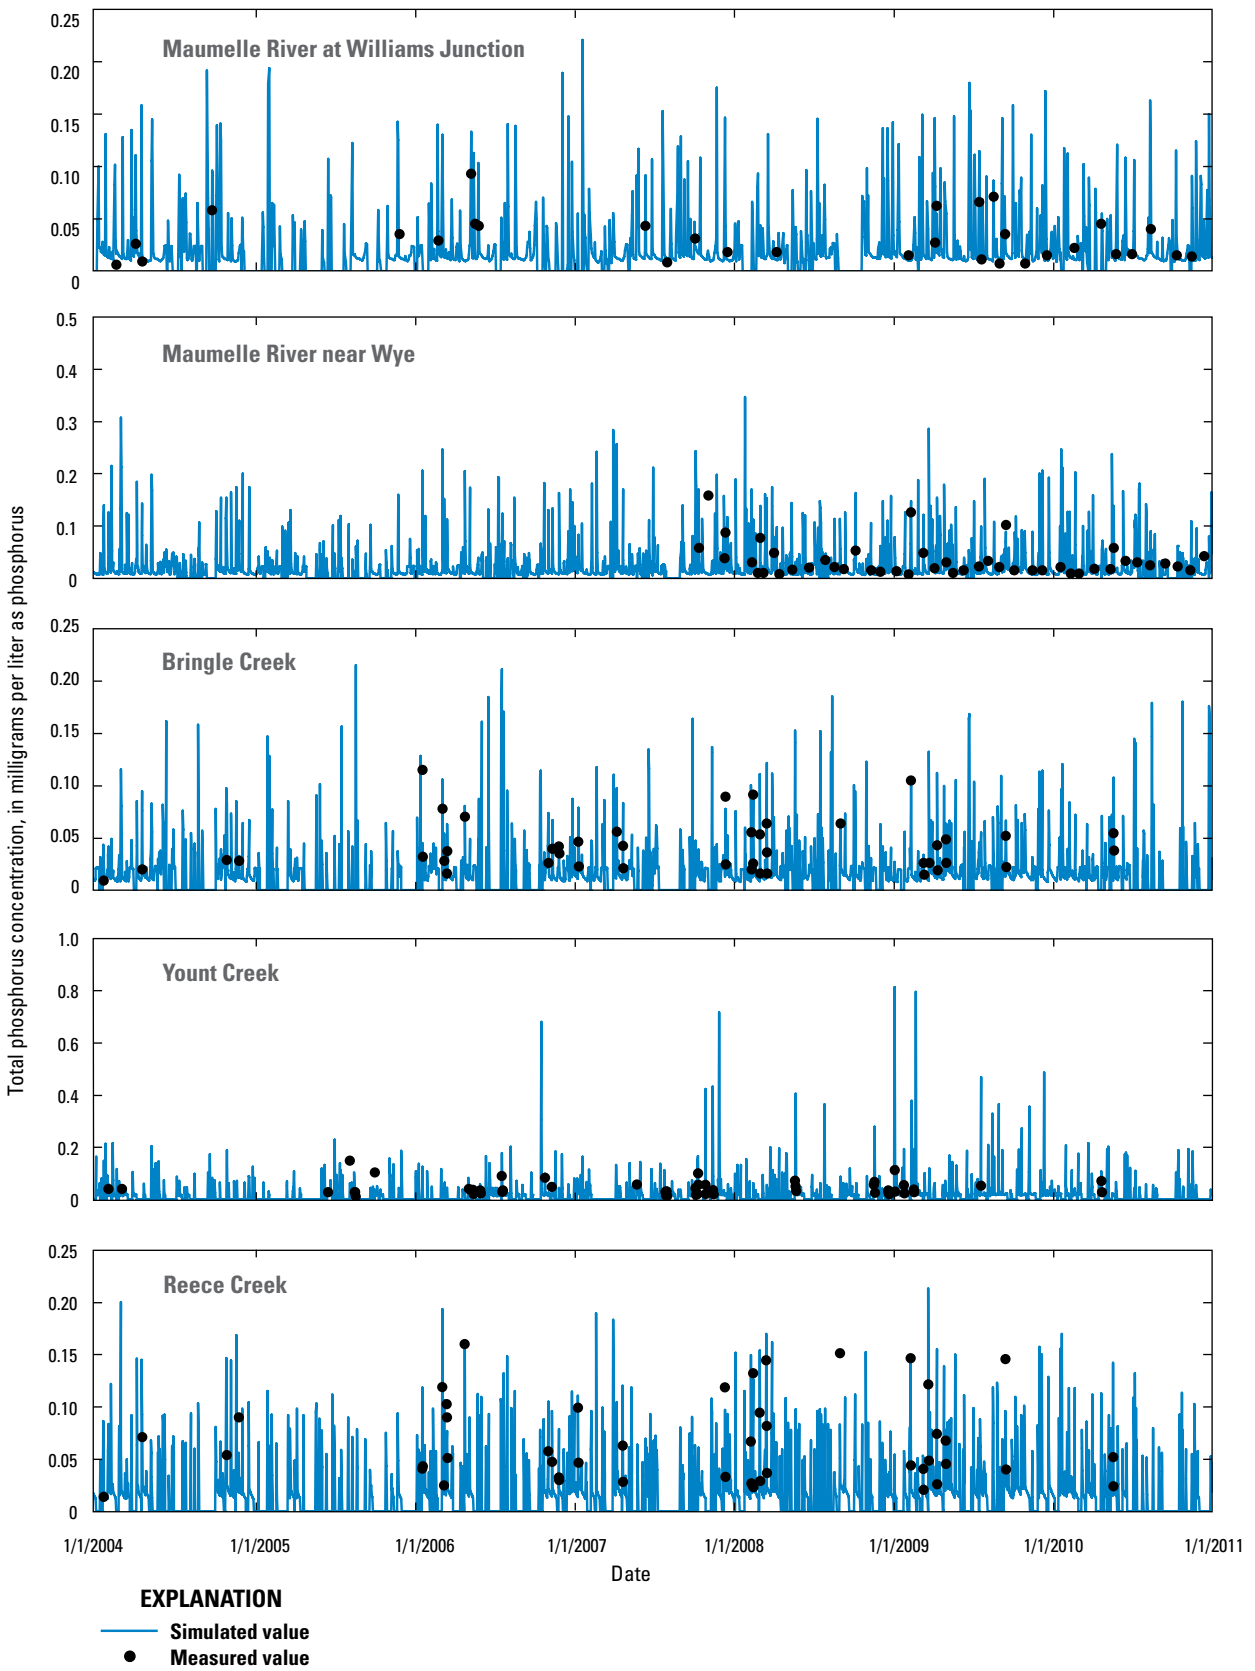 0.25
Maumelle River at Williams Junction
0.20
0.15
0.10
0.05
0
0.5
Maumelle River near Wye
0.4
0.3
0.2
0.1
0
0.25
Bringle Creek
0.20
0.15
0.10
0.05
0
1.0
Yount Creek
0.8
0.6
0.4
0.2
0
0.25
Reece Creek
0.20
0.15
0.10
0.05
0
Total phosphorus concentration, in milligrams per liter as phosphorus
1/1/2004 1/1/2005 1/1/2006 1/1/2007 1/1/2008 1/1/2009 1/1/2010 1/1/2011
Date
EXPLANATION
Simulated value
Measured value